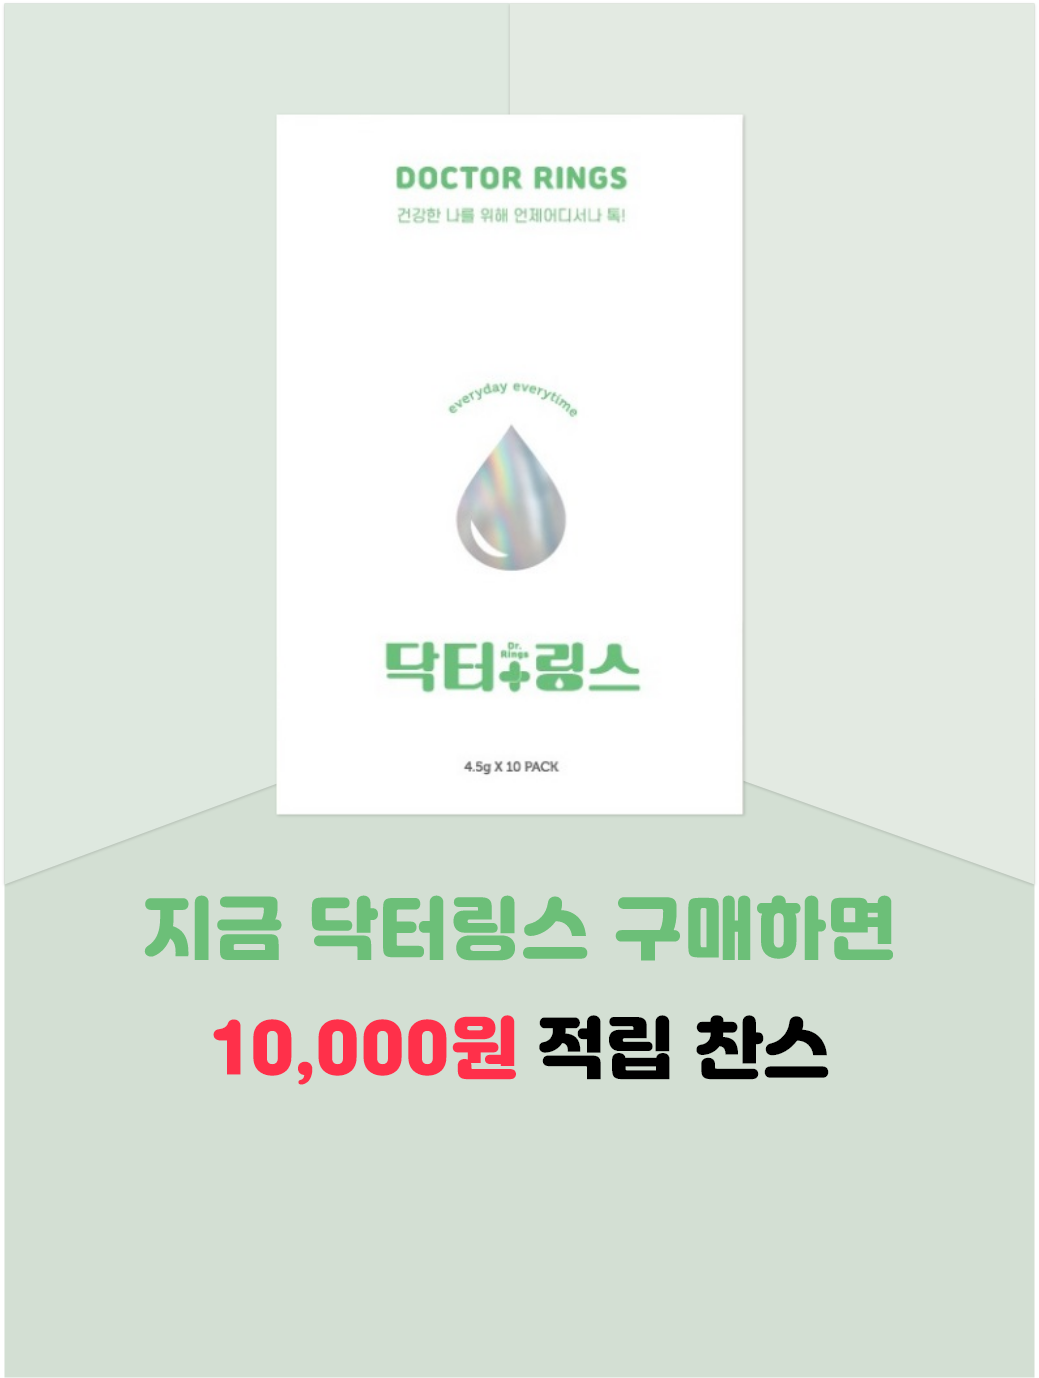 DOCTOR RINGS
건강한 나를 위해 언제어디서나 톡!
everyday everytime
Dr.
Rings
닥터링스
4.5g X 10 PACK
지금 닥터링스 구매하면
10,000원 적립 찬스